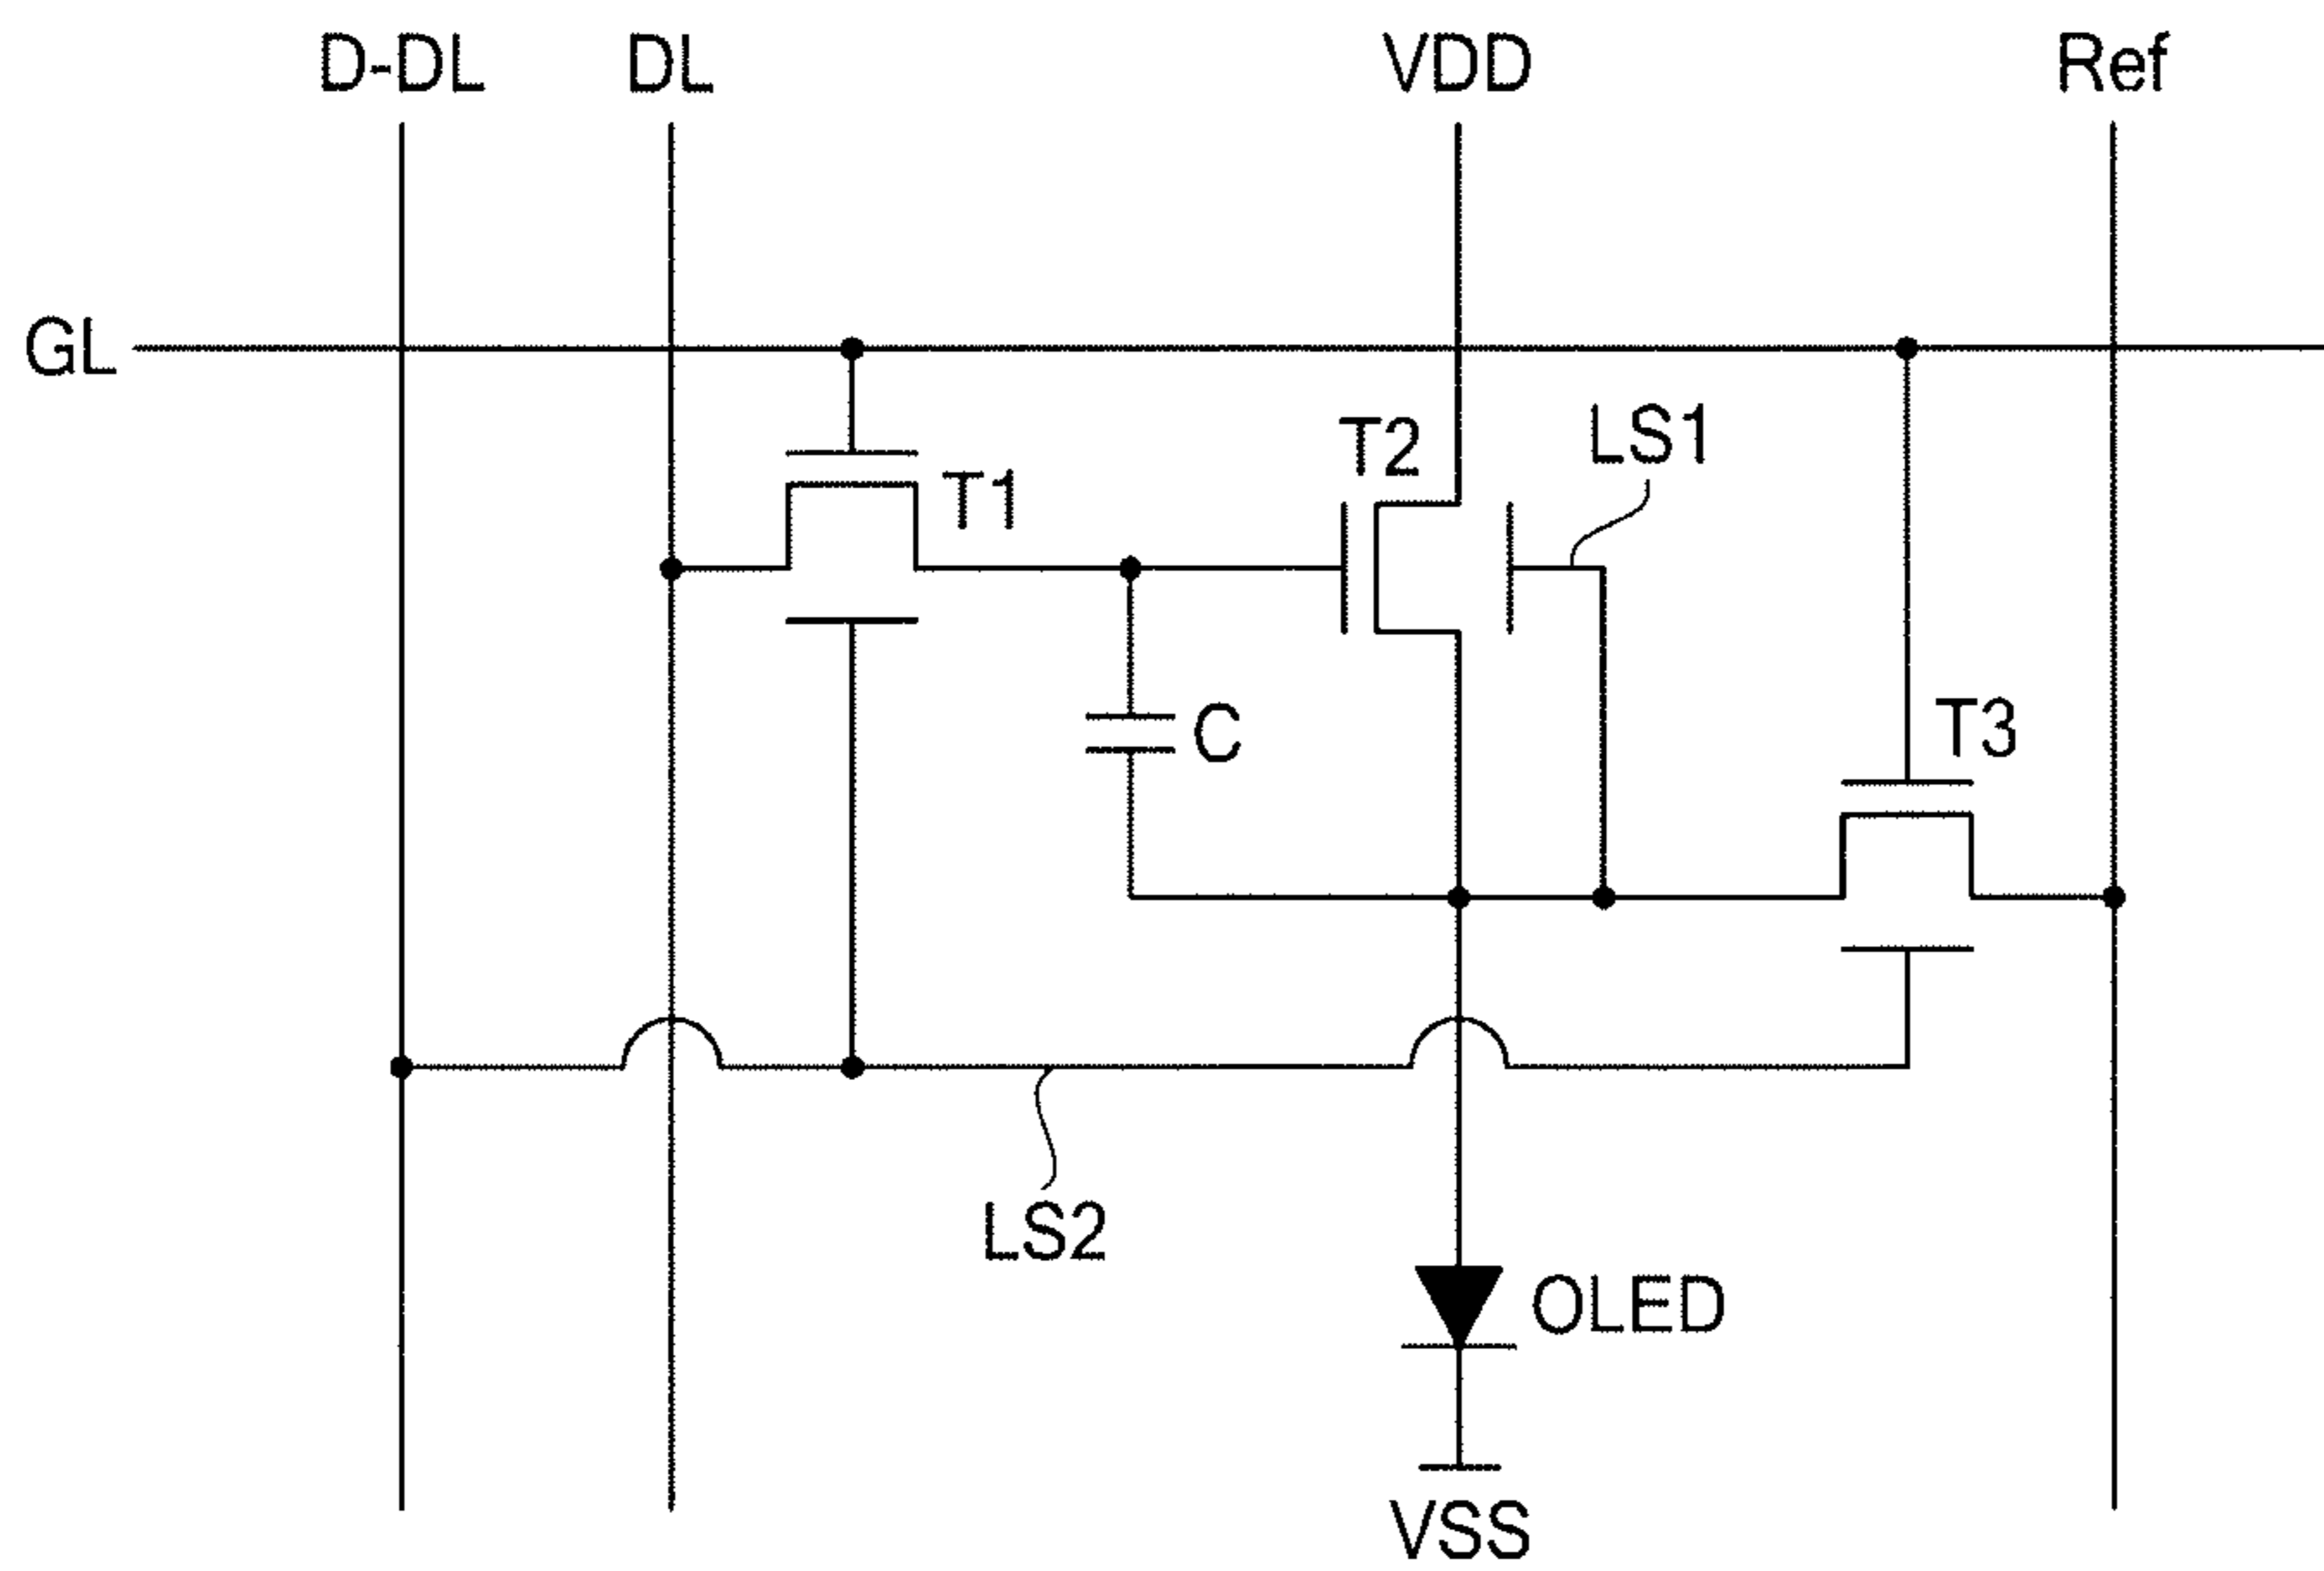 D-DL
DL
VDD
Ref
GL
LS1
T2
T1
T3
C
LS2
OLED
VSS